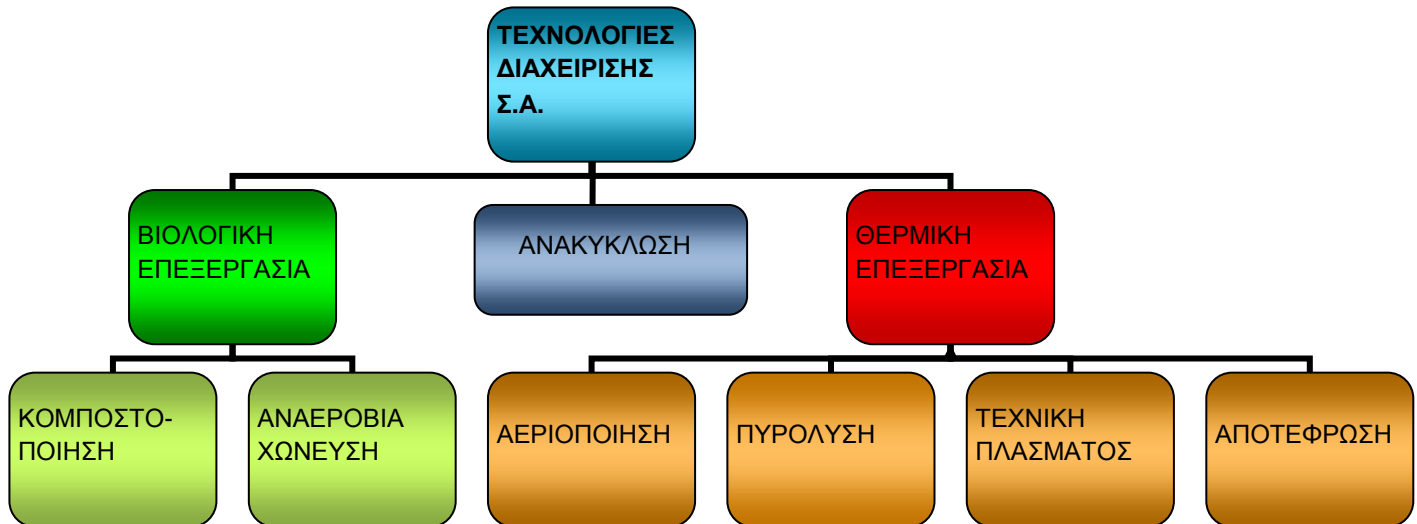 ΤΕΧΝΟΛΟΓΙΕΣ
ΔΙΑΧΕΙΡΙΣΗΣ
Σ.Α.
ΒΙΟΛΟΓΙΚΗ
ΕΠΕΞΕΡΓΑΣΙΑ
ΑΝΑΚΥΚΛΩΣΗ
ΘΕΡΜΙΚΗ
ΕΠΕΞΕΡΓΑΣΙΑ
ΚΟΜΠΟΣΤΟ-
ΠΟΙΗΣΗ
ΑΝΑΕΡΟΒΙΑ
ΧΩΝΕΥΣΗ
ΑΕΡΙΟΠΟΙΗΣΗ
ΠΥΡΟΛΥΣΗ
ΤΕΧΝΙΚΗ
ΠΛΑΣΜΑΤΟΣ
ΑΠΟΤΕΦΡΩΣΗ